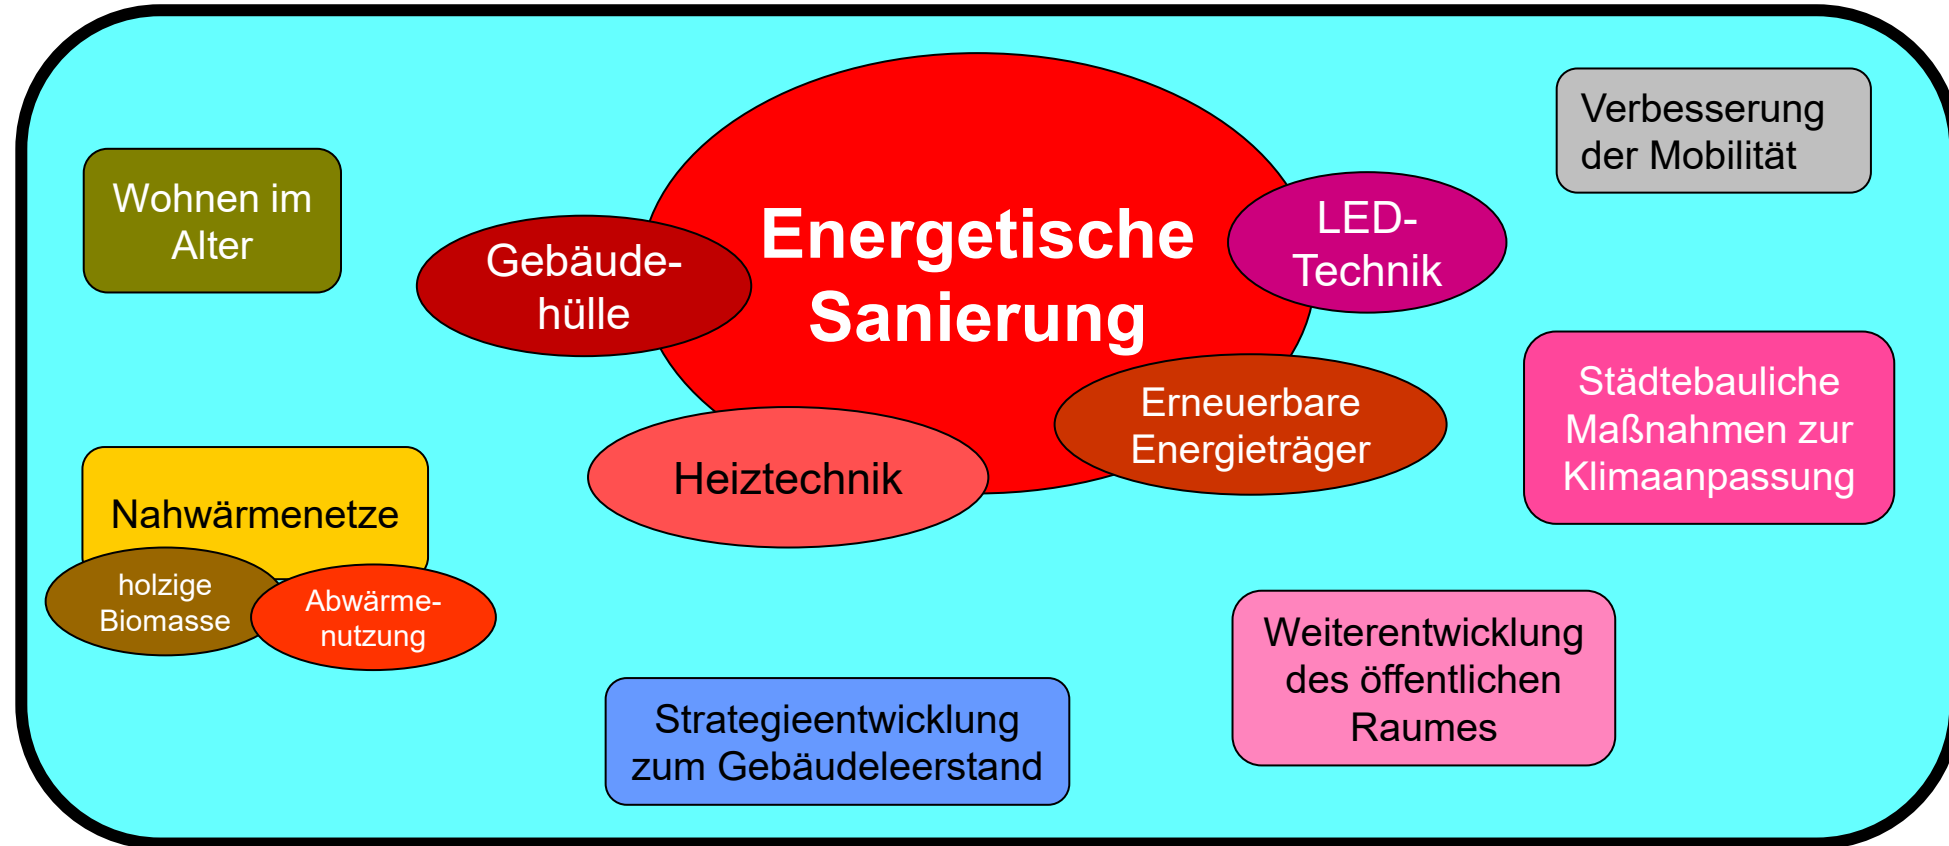 Verbesserung
der Mobilität
Wohnen im
Alter
Energetische
Sanierung
LED-
Technik
Gebäude-
hülle
Erneuerbare
Energieträger
Heiztechnik
Städtebauliche
Maßnahmen zur
Klimaanpassung
Nahwärmenetze
holzige
Biomasse
Abwärme-
nutzung
Weiterentwicklung
des öffentlichen
Raumes
Strategieentwicklung
zum Gebäudeleerstand